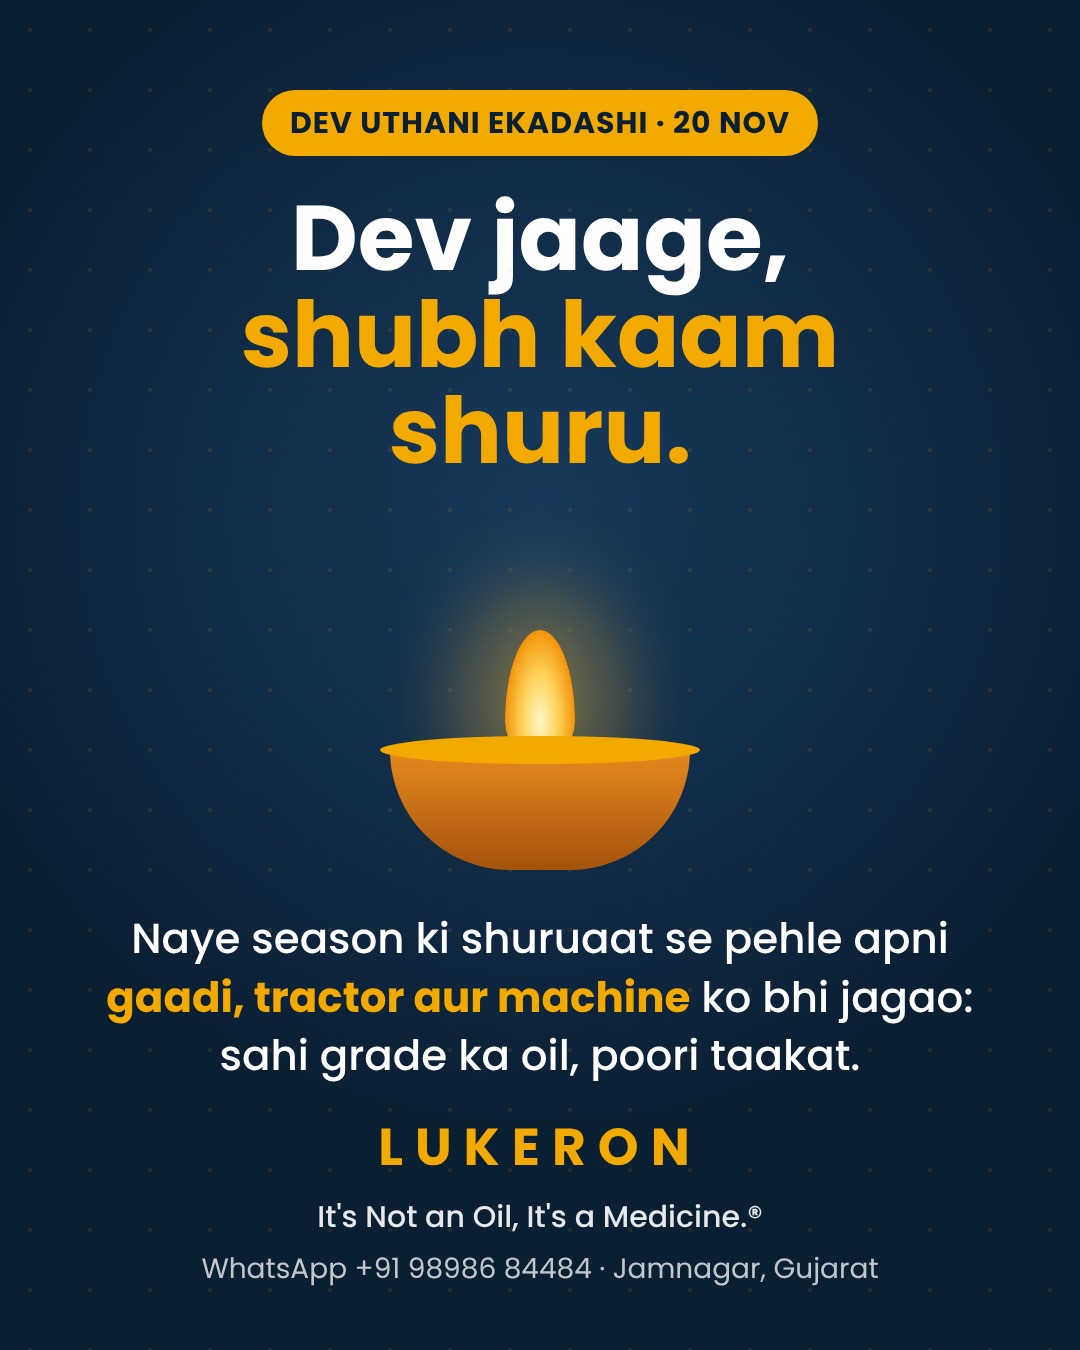 DEV UTHANI EKADASHI · 20 NOV
Dev jaage,
shubh kaam
shuru.
Naye season ki shuruaat se pehle apni
gaadi, tractor aur machine ko bhi jagao:
sahi grade ka oil, poori taakat.
LUKERON
It's Not an Oil, It's a Medicine.®
WhatsApp +91 98986 84484 · Jamnagar, Gujarat